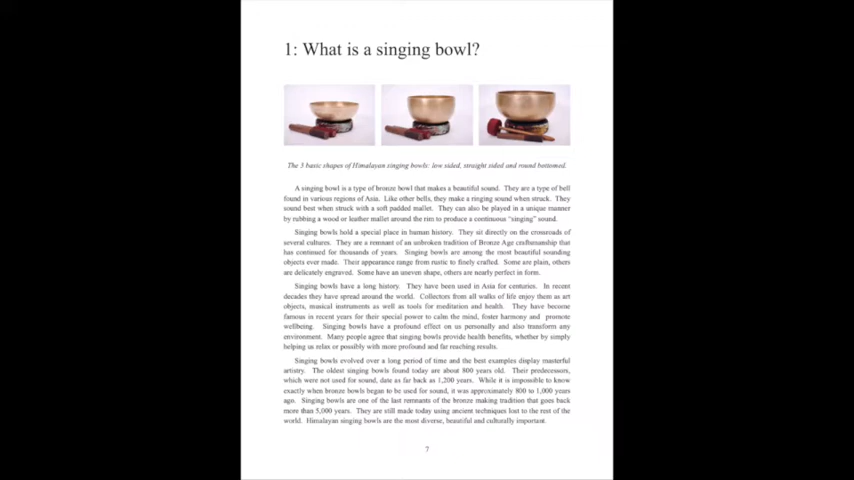 1: What is a singing bowl?
The 3 basic shapes of Himalayan singing bowls: low sided, straight sided and round bottomed.
A singing bowl is a type of bronze bowl that makes a beautiful sound. They are a type of bell
found in various regions of Asia. Like other bells, they make a ringing sound when struck. They
sound best when struck with a soft padded mallet. They can also be played in a unique manner
by rubbing a wood or leather mallet around the rim to produce a continuous “singing” sound.
Singing bowls hold a special place in human history. They sit directly on the crossroads of
several cultures. They are a remnant of an unbroken tradition of Bronze Age craftsmanship that
has continued for thousands of years. Singing bowls are among the most beautiful sounding
objects ever made. Their appearance range from rustic to finely crafted. Some are plain, others
are delicately engraved. Some have an uneven shape, others are nearly perfect in form.
Singing bowls have a long history. They have been used in Asia for centuries. In recent
decades they have spread around the world. Collectors from all walks of life enjoy them as art
objects, musical instruments as well as tools for meditation and health. They have become
famous in recent years for their special power to calm the mind, foster harmony and promote
wellbeing. Singing bowls have a profound effect on us personally and also transform any
environment. Many people agree that singing bowls provide health benefits, whether by simply
helping us relax or possibly with more profound and far reaching results.
Singing bowls evolved over a long period of time and the best examples display masterful
artistry. The oldest singing bowls found today are about 800 years old. Their predecessors,
which were not used for sound, date as far back as 1,200 years. While it is impossible to know
exactly when bronze bowls began to be used for sound, it was approximately 800 to 1,000 years
ago. Singing bowls are one of the last remnants of the bronze making tradition that goes back
more than 5,000 years. They are still made today using ancient techniques lost to the rest of the
world. Himalayan singing bowls are the most diverse, beautiful and culturally important.
7